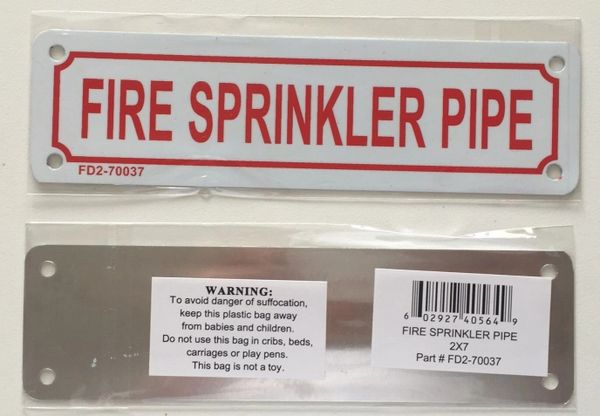 FIRE SPRINKLER PIPE
FD2-70037
WARNING:
To avoid danger of suffocation,
keep this plastic bag away
from babies and children.
Do not use this bag in cribs, beds,
carriages or play pens.
This bag is not a toy.
6 02927 40564 9
FIRE SPRINKLER PIPE
2X7
Part # FD2-70037